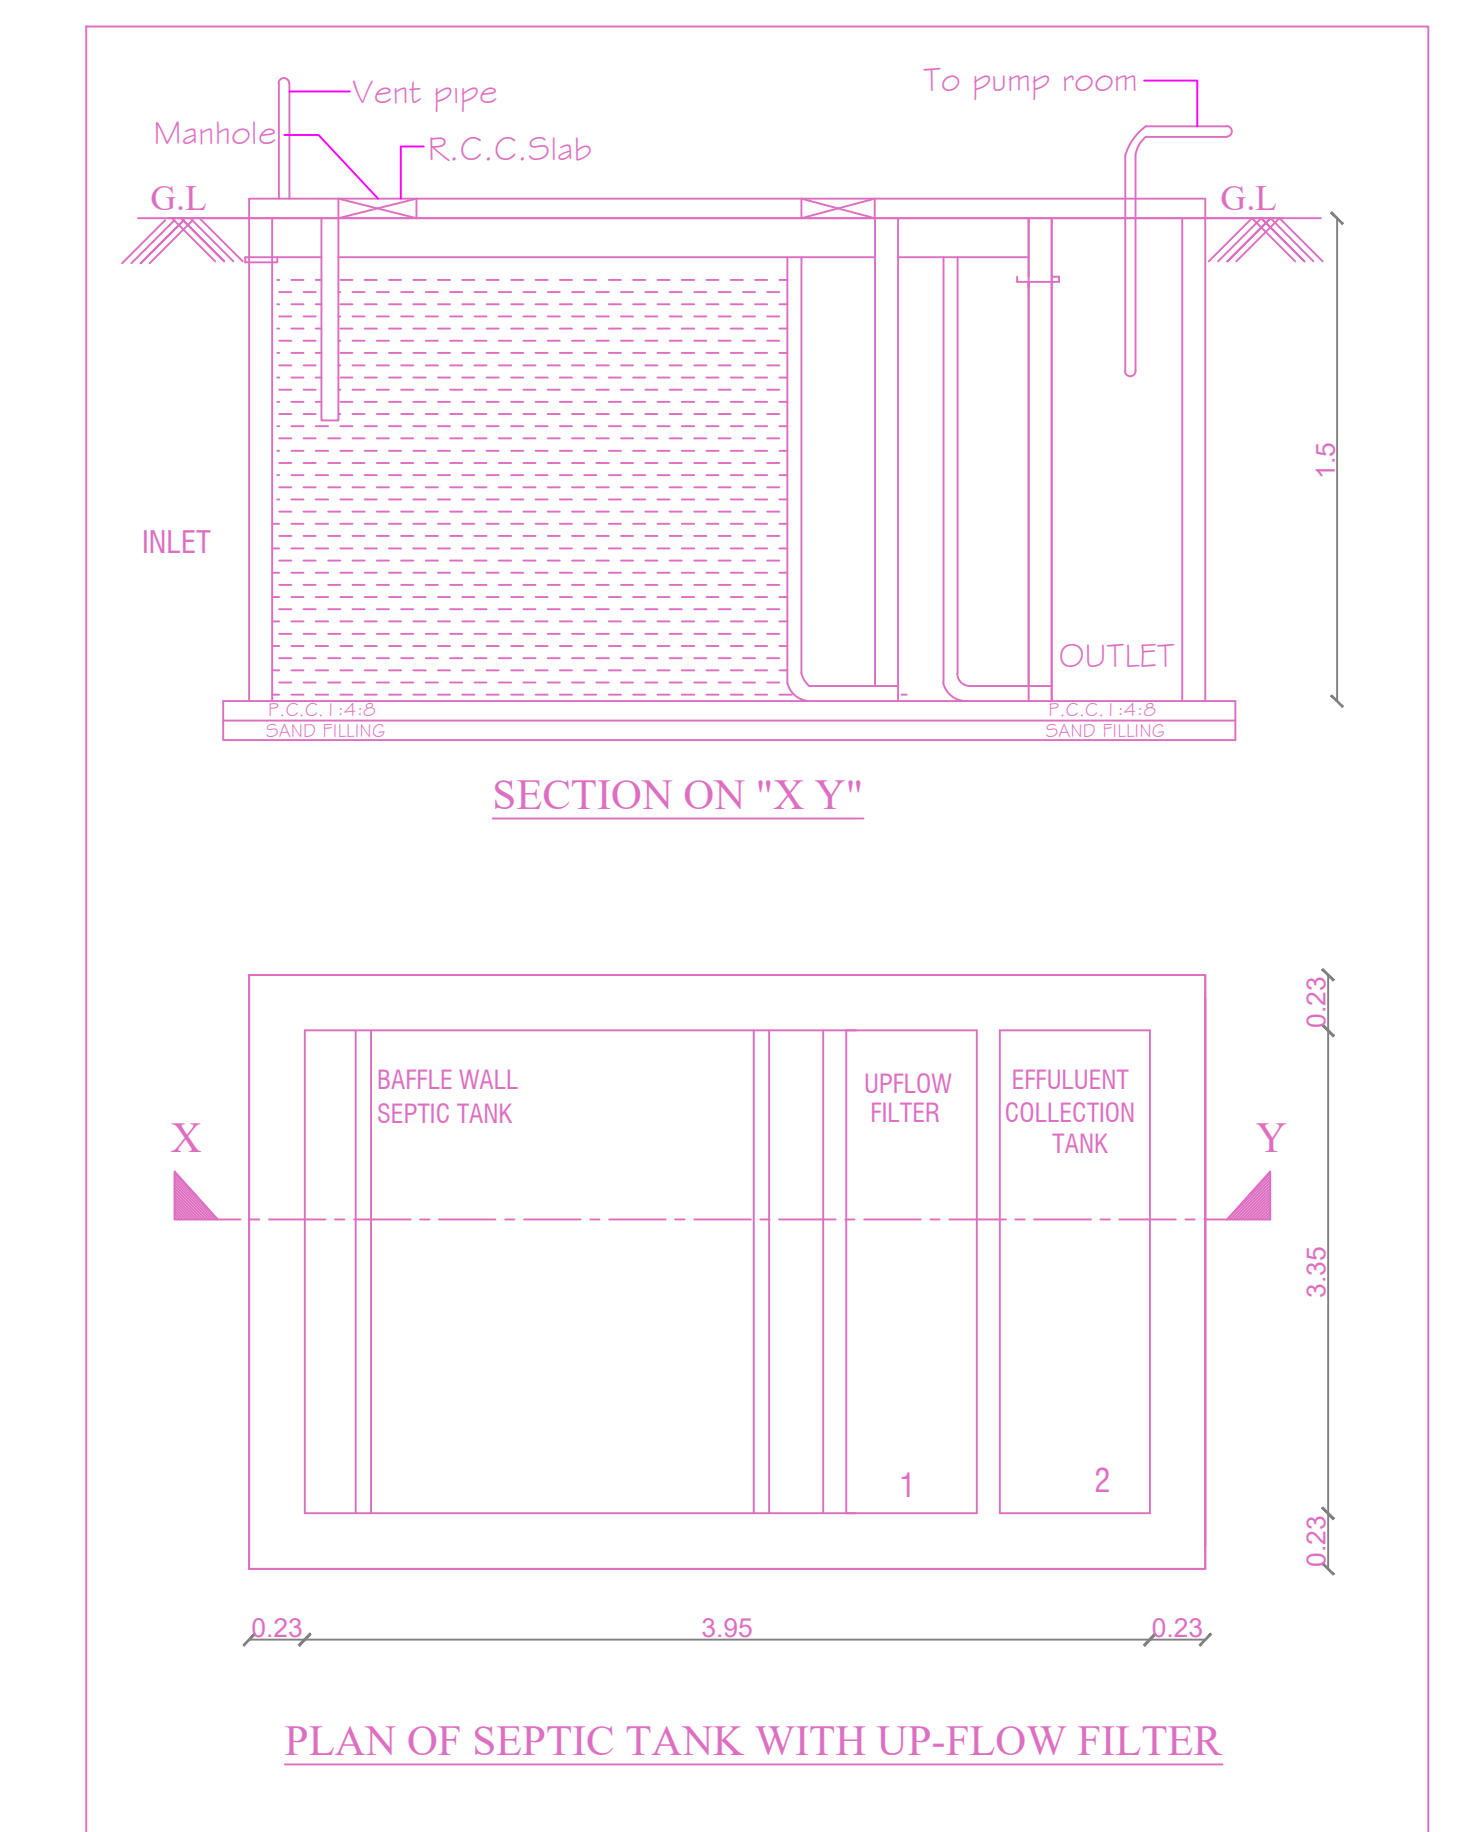 Vent pipe
To pump room
Manhole
R.C.C.Slab
G.L
G.L
1.5
INLET
OUTLET
P.C.C.1:4:8
P.C.C.1:4:8
SAND FILLING
SAND FILLING
SECTION ON "X Y"
0.23
BAFFLE WALL
SEPTIC TANK
UPFLOW
FILTER
EFFULUENT
COLLECTION
TANK
X
Y
3.35
1
2
0.23
0.23
3.95
0.23
PLAN OF SEPTIC TANK WITH UP-FLOW FILTER